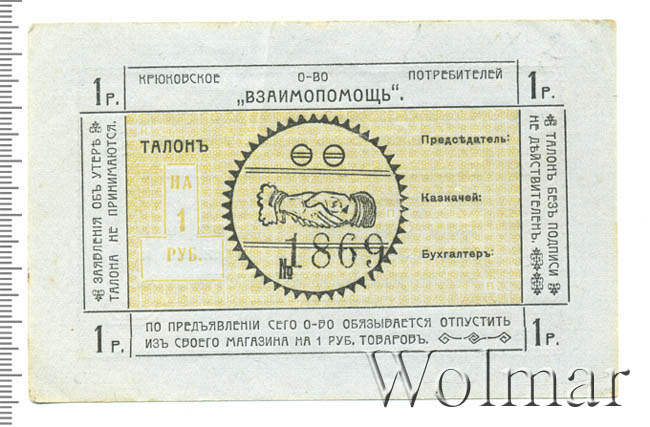 1 Р. КРЮКОВСКОЕ О-ВО ПОТРЕБИТЕЛЕЙ 1 Р.
„ВЗАИМОПОМОЩЬ“.
ЗАЯВЛЕНІЯ ОБЪ УТЕРѢ
ТАЛОНА НЕ ПРИНИМАЮТСЯ.
ТАЛОНЪ
НА
1
РУБ.
№ 1869
Предсѣдатель:
Казначей:
Бухгалтеръ:
ТАЛОНЪ БЕЗЪ ПОДПИСИ
НЕ ДѢЙСТВИТЕЛЕНЪ.
1 Р. ПО ПРЕДЪЯВЛЕНІИ СЕГО О-ВО ОБЯЗЫВАЕТСЯ ОТПУСТИТЬ 1 Р.
ИЗЪ СВОЕГО МАГАЗИНА НА 1 РУБ. ТОВАРОВЪ.
Wolmar